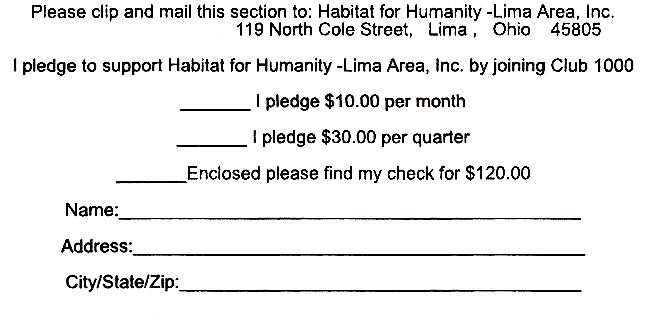 Please clip and mail this section to: Habitat for Humanity -Lima Area, Inc.
119 North Cole Street, Lima , Ohio 45805
I pledge to support Habitat for Humanity -Lima Area, Inc. by joining Club 1000
_______ I pledge $10.00 per month
_______ I pledge $30.00 per quarter
_______Enclosed please find my check for $120.00
Name:______________________________
Address:______________________________
City/State/Zip:______________________________